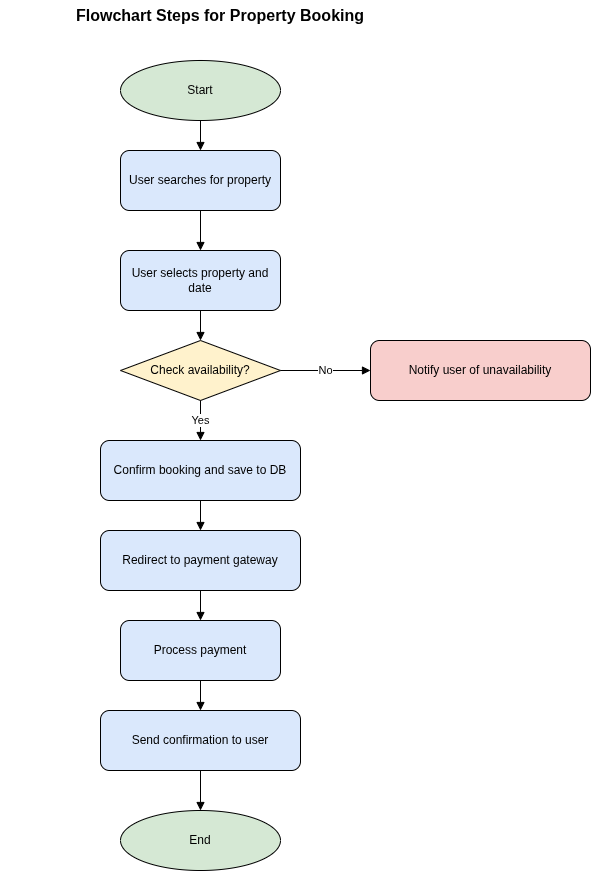 Flowchart Steps for Property Booking
Start
User searches for property
User selects property and
date
Check availability?
No
Notify user of unavailability
Yes
Confirm booking and save to DB
Redirect to payment gateway
Process payment
Send confirmation to user
End